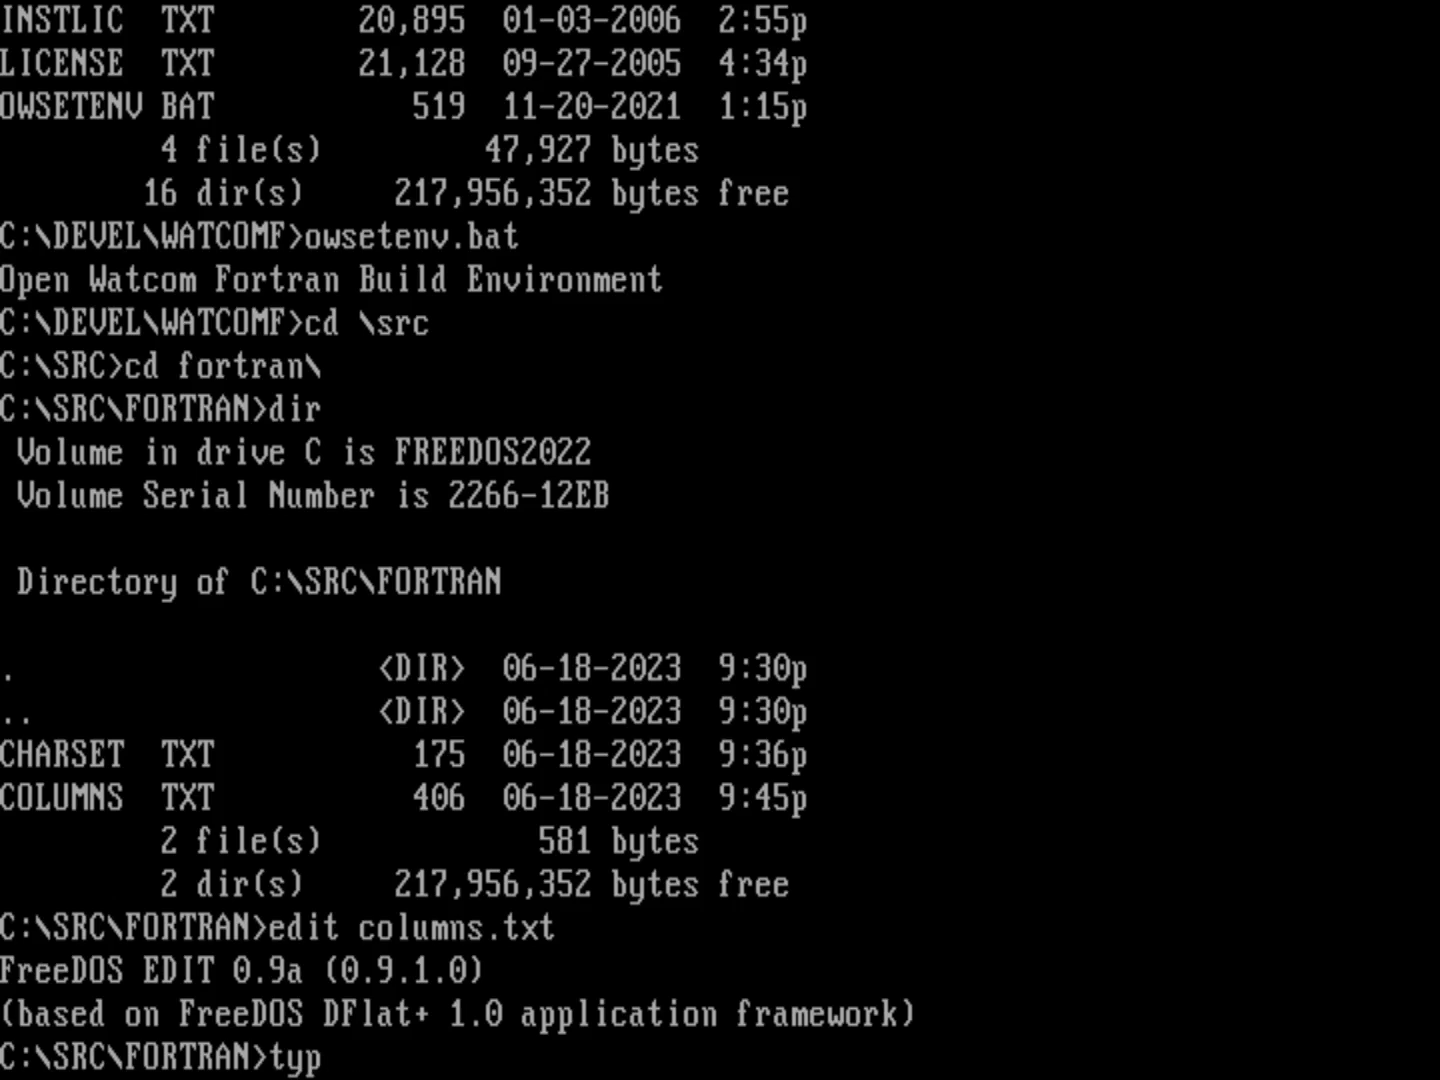 INSTLIC  TXT        20,895  01-03-2006  2:55p
LICENSE  TXT        21,128  09-27-2005  4:34p
OWSETENV BAT           519  11-20-2021  1:15p
         4 file(s)         47,927 bytes
        16 dir(s)     217,956,352 bytes free
C:\DEVEL\WATCOMF>owsetenv.bat
Open Watcom Fortran Build Environment
C:\DEVEL\WATCOMF>cd \src
C:\SRC>cd fortran\
C:\SRC\FORTRAN>dir
 Volume in drive C is FREEDOS2022
 Volume Serial Number is 2266-12EB
 Directory of C:\SRC\FORTRAN
.                    <DIR>  06-18-2023  9:30p
..                   <DIR>  06-18-2023  9:30p
CHARSET  TXT           175  06-18-2023  9:36p
COLUMNS  TXT           406  06-18-2023  9:45p
         2 file(s)            581 bytes
         2 dir(s)     217,956,352 bytes free
C:\SRC\FORTRAN>edit columns.txt
FreeDOS EDIT 0.9a (0.9.1.0)
(based on FreeDOS DFlat+ 1.0 application framework)
C:\SRC\FORTRAN>typ